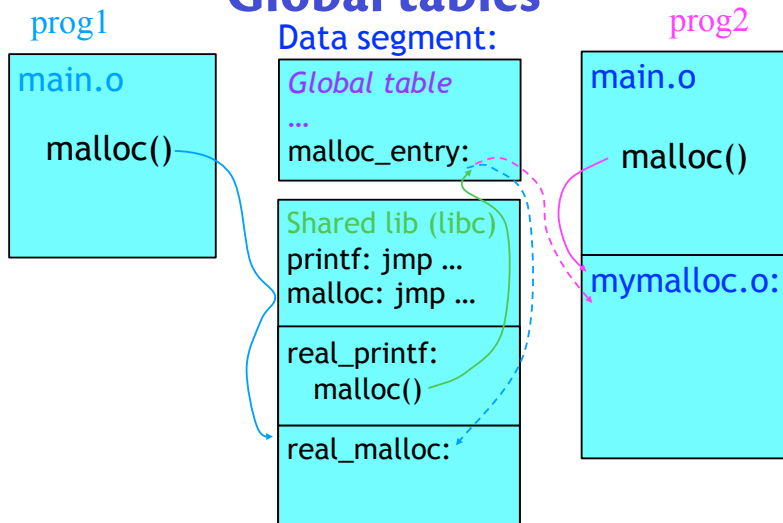 Global tables
prog1
main.o
malloc()
Data segment:
Global table
…
malloc_entry:
Shared lib (libc)
printf: jmp …
malloc: jmp …
real_printf:
malloc()
real_malloc:
prog2
main.o
malloc()
mymalloc.o: